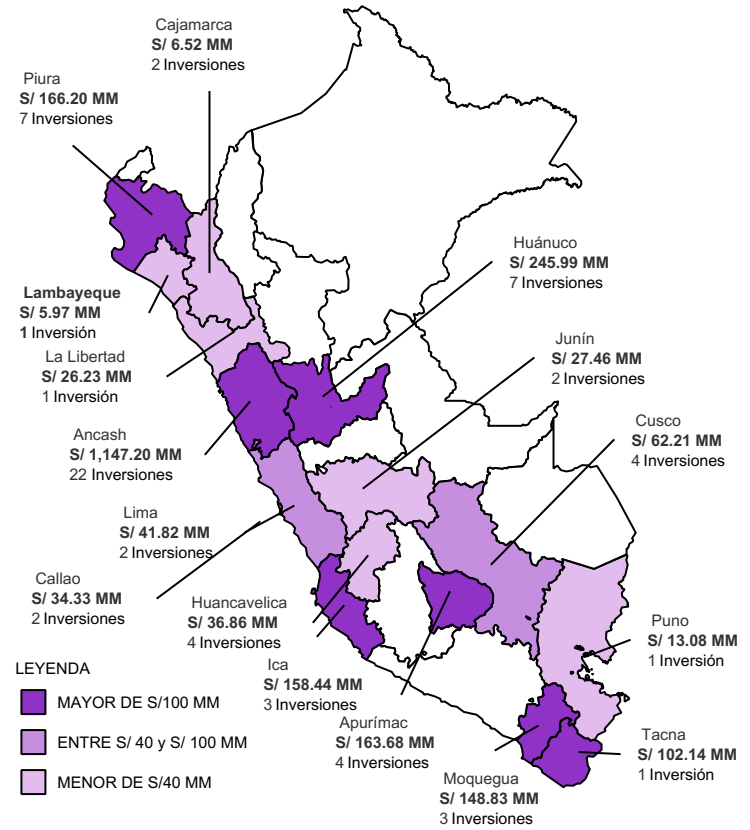 Cajamarca
S/ 6.52 MM
2 Inversiones
Piura
S/ 166.20 MM
7 Inversiones
Huánuco
S/ 245.99 MM
7 Inversiones
Lambayeque
S/ 5.97 MM
1 Inversión
La Libertad
S/ 26.23 MM
1 Inversión
Junín
S/ 27.46 MM
2 Inversiones
Ancash
S/ 1,147.20 MM
22 Inversiones
Cusco
S/ 62.21 MM
4 Inversiones
Lima
S/ 41.82 MM
2 Inversiones
Callao
S/ 34.33 MM
2 Inversiones
Huancavelica
S/ 36.86 MM
4 Inversiones
Puno
S/ 13.08 MM
1 Inversión
Ica
S/ 158.44 MM
3 Inversiones
Apurímac
S/ 163.68 MM
4 Inversiones
Tacna
S/ 102.14 MM
1 Inversión
Moquegua
S/ 148.83 MM
3 Inversiones
LEYENDA
MAYOR DE S/100 MM
ENTRE S/ 40 y S/ 100 MM
MENOR DE S/40 MM